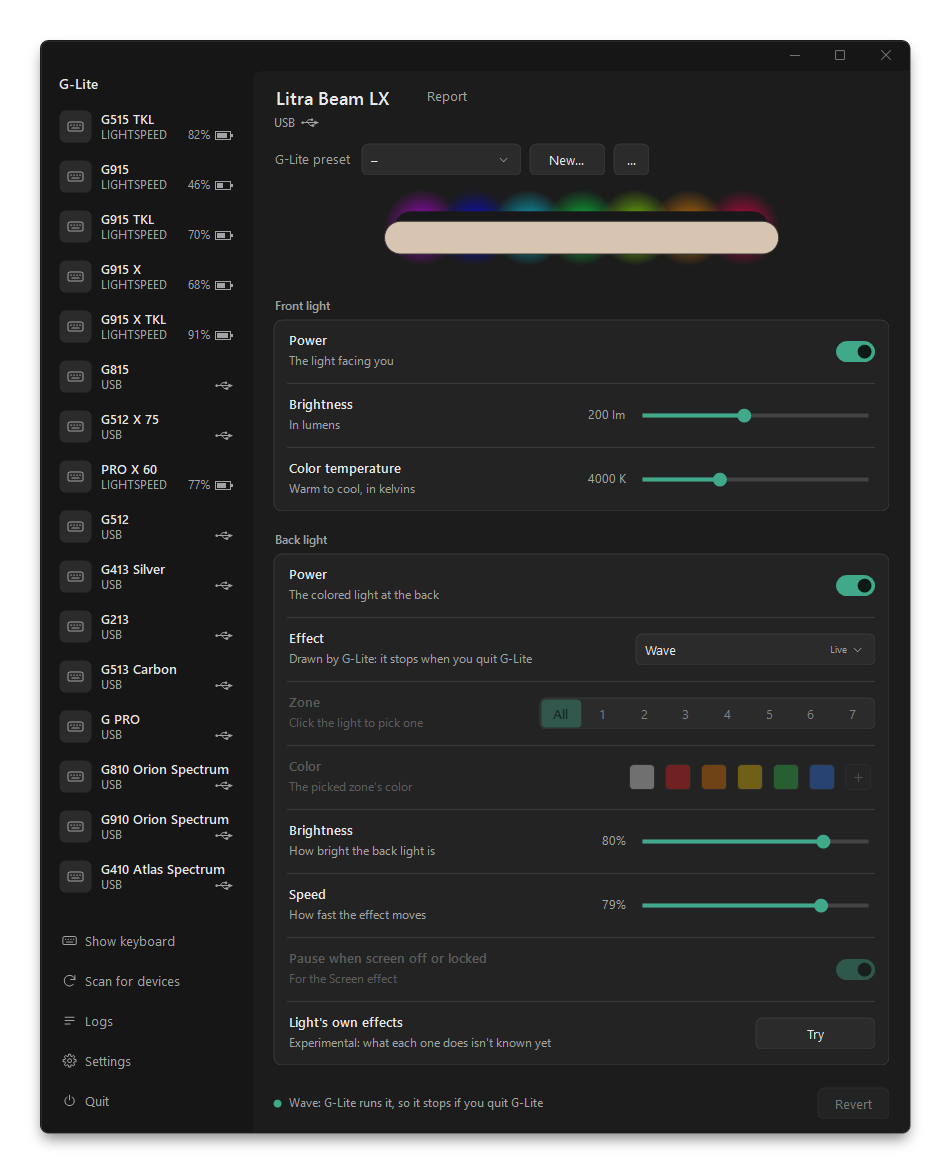 G-Lite
G515 TKL
LIGHTSPEED 82%
G915
LIGHTSPEED 46%
G915 TKL
LIGHTSPEED 70%
G915 X
LIGHTSPEED 68%
G915 X TKL
LIGHTSPEED 91%
G815
USB
G512 X 75
USB
PRO X 60
LIGHTSPEED 77%
G512
USB
G413 Silver
USB
G213
USB
G513 Carbon
USB
G PRO
USB
G810 Orion Spectrum
USB
G910 Orion Spectrum
USB
G410 Atlas Spectrum
USB
Show keyboard
Scan for devices
Logs
Settings
Quit
Litra Beam LX Report
USB
G-Lite preset – New... ...
Front light
Power
The light facing you
Brightness
In lumens
200 lm
Color temperature
Warm to cool, in kelvins
4000 K
Back light
Power
The colored light at the back
Effect
Drawn by G-Lite: it stops when you quit G-Lite
Wave Live
Zone
Click the light to pick one
All 1 2 3 4 5 6 7
Color
The picked zone's color
+
Brightness
How bright the back light is
80%
Speed
How fast the effect moves
79%
Pause when screen off or locked
For the Screen effect
Light's own effects
Experimental: what each one does isn't known yet
Try
Wave: G-Lite runs it, so it stops if you quit G-Lite
Revert